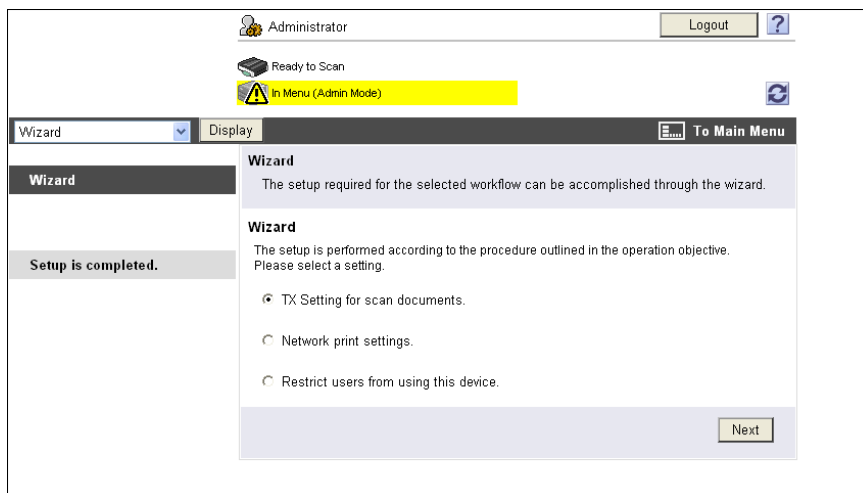 Administrator
Logout
?
Ready to Scan
In Menu (Admin Mode)
Wizard
Display
To Main Menu
Wizard
Setup is completed.
Wizard
The setup required for the selected workflow can be accomplished through the wizard.
Wizard
The setup is performed according to the procedure outlined in the operation objective.
Please select a setting.
TX Setting for scan documents.
Network print settings.
Restrict users from using this device.
Next